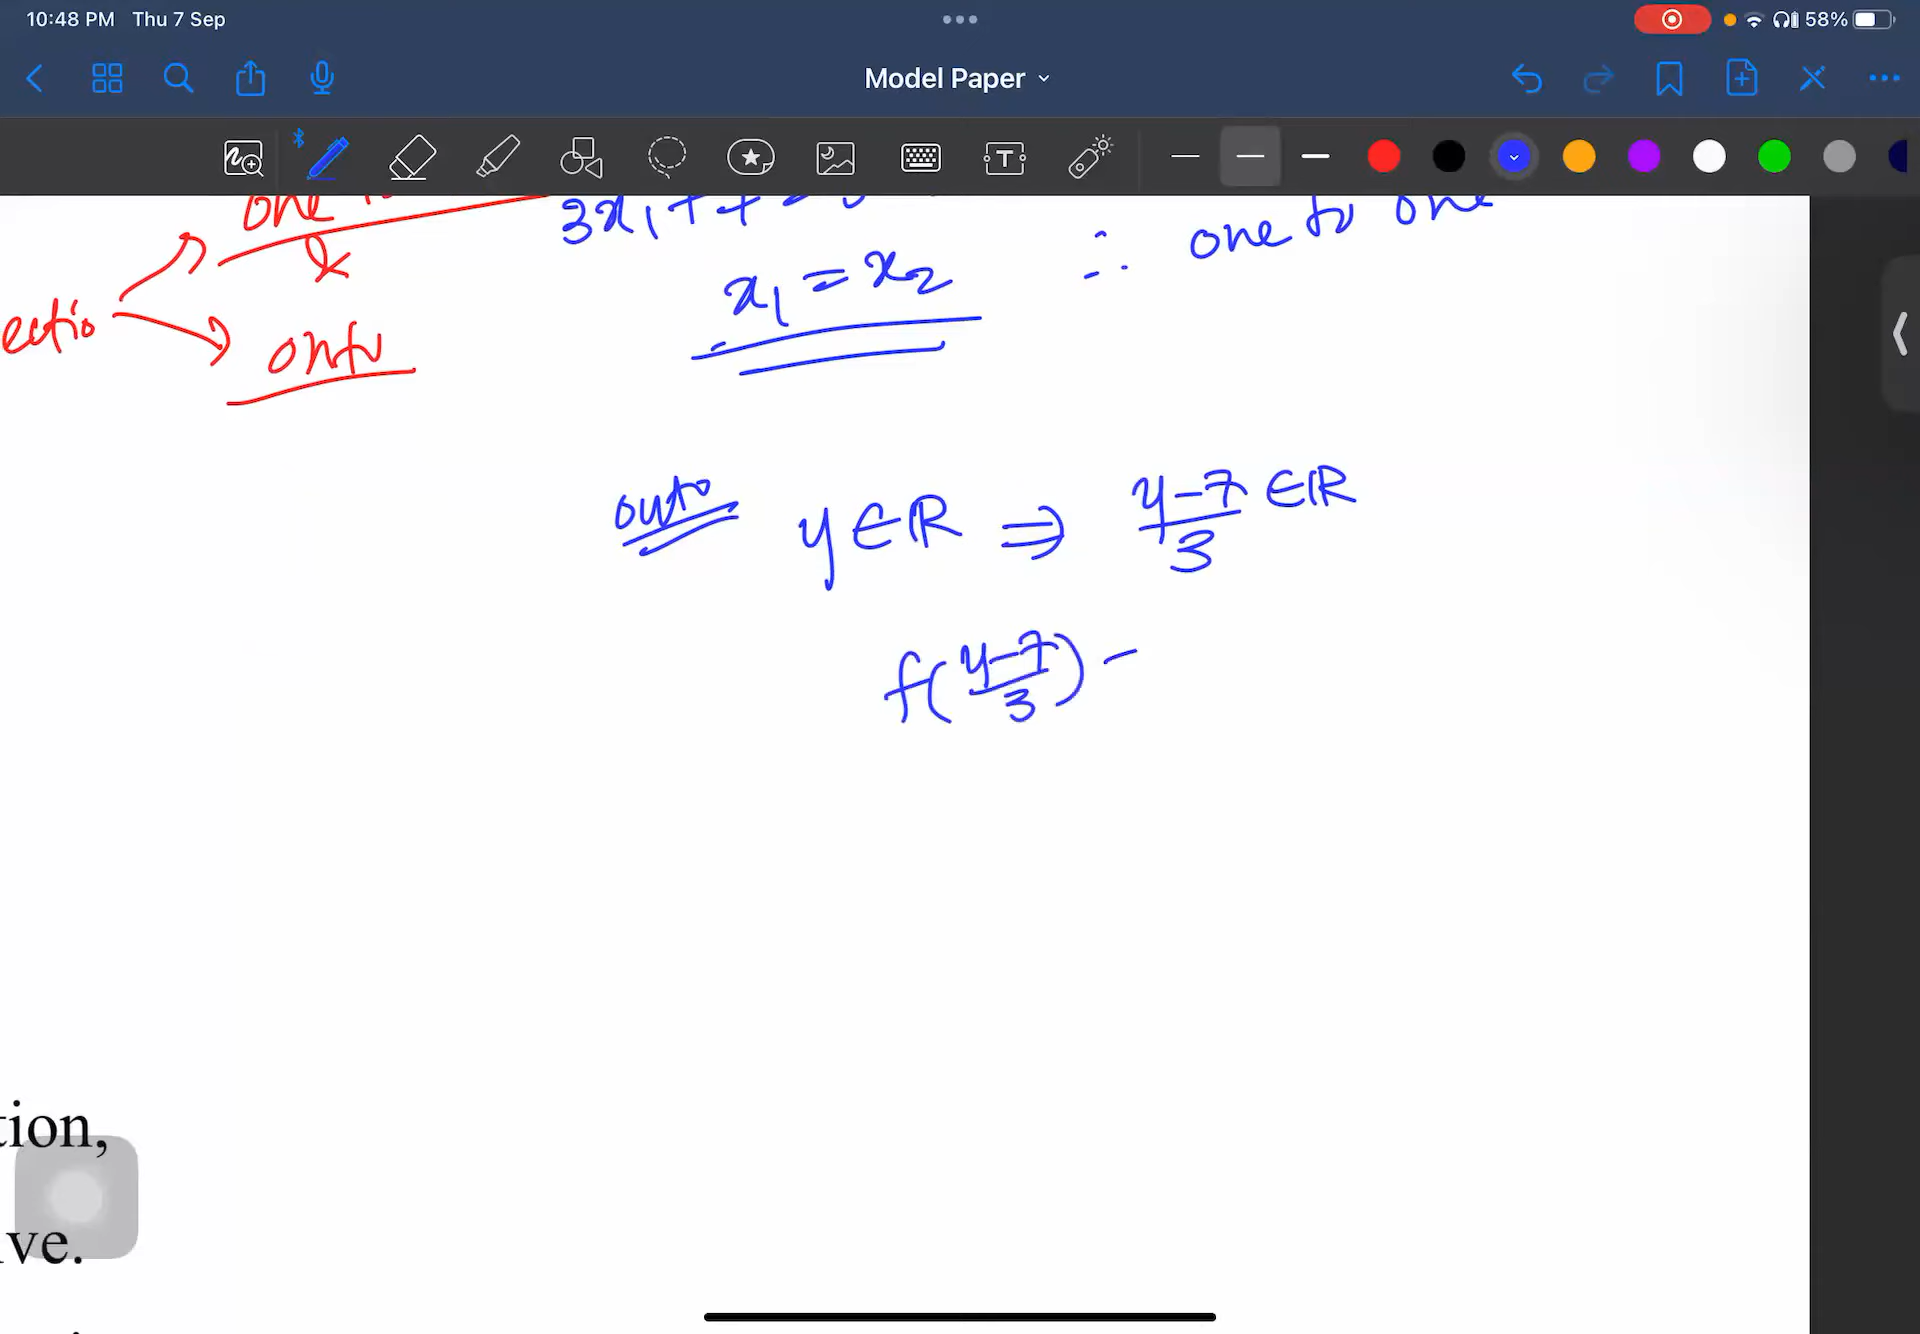 10:48 PM Thu 7 Sep 58%
Model Paper
T
one
3x₁ + 7 =
∴ one to one
&
x₁ = x₂
ectio
onto
onto y ∈ ℝ ⇒ (y-7)/3 ∈ ℝ
f((y-7)/3) -
tion,
ve.